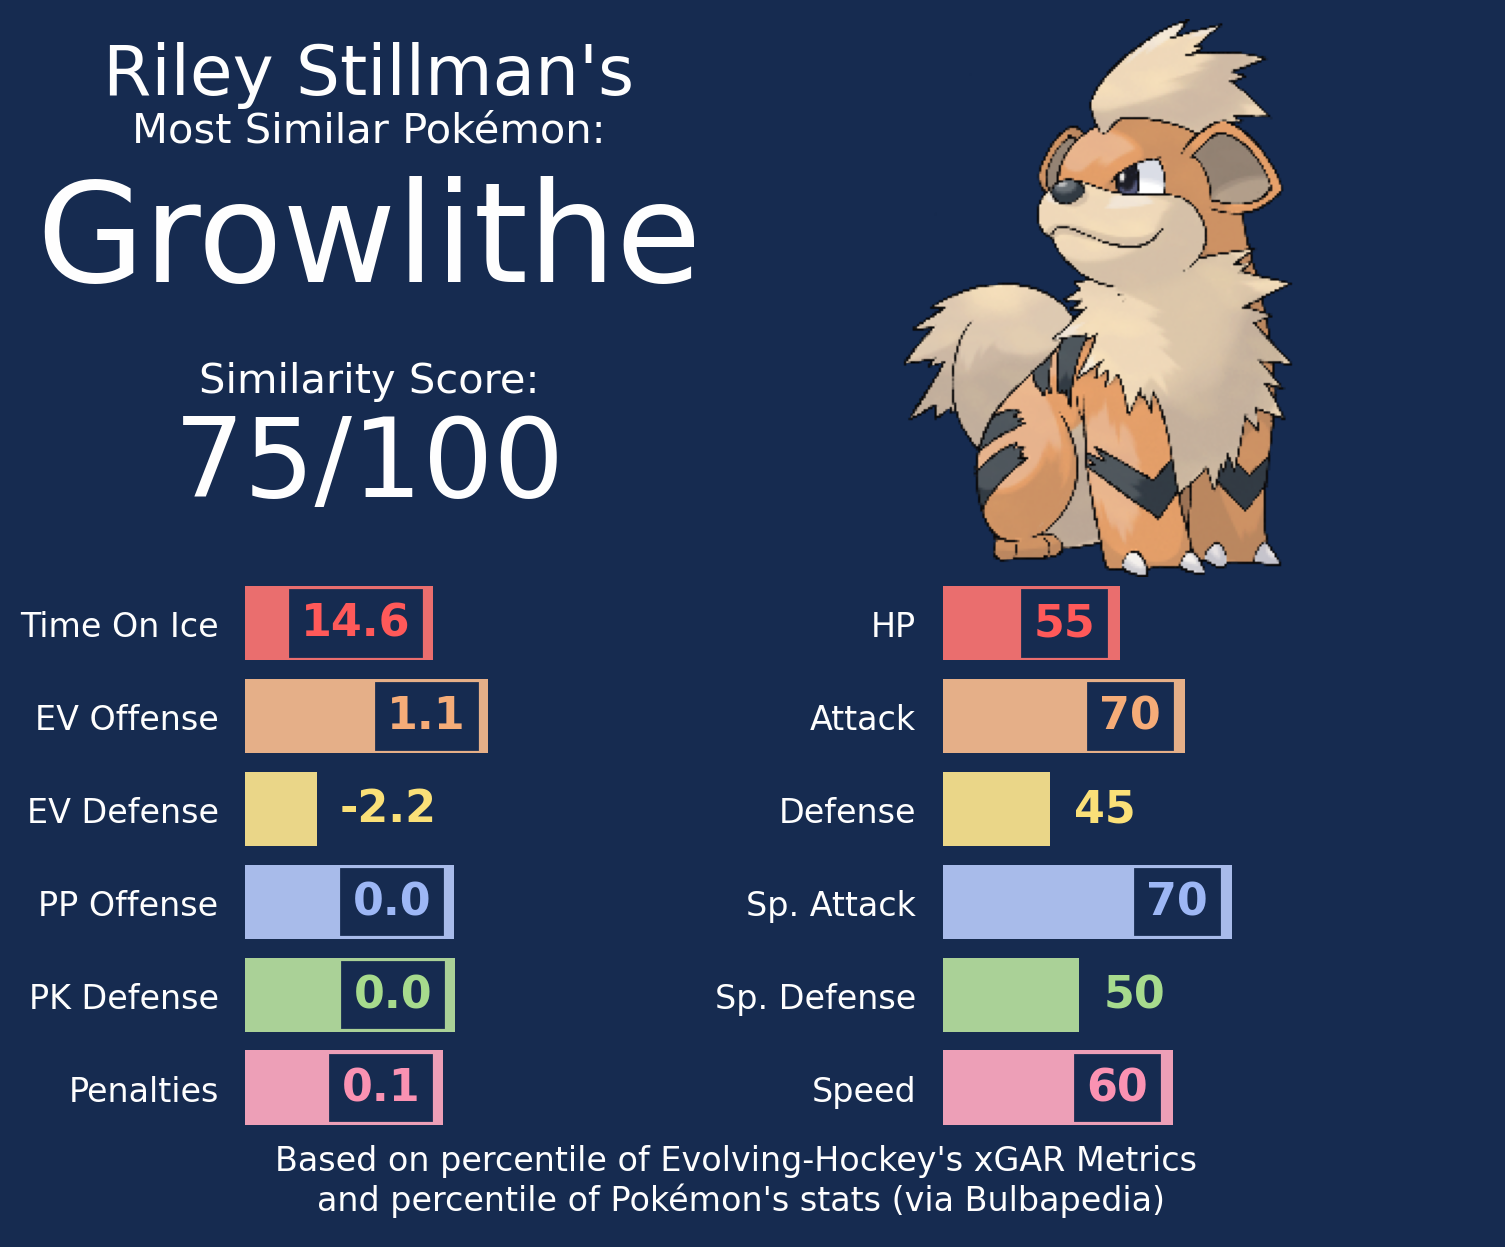 Riley Stillman's
Most Similar Pokémon:
Growlithe
Similarity Score:
75/100
Time On Ice 14.6
EV Offense 1.1
EV Defense -2.2
PP Offense 0.0
PK Defense 0.0
Penalties 0.1
HP 55
Attack 70
Defense 45
Sp. Attack 70
Sp. Defense 50
Speed 60
Based on percentile of Evolving-Hockey's xGAR Metrics
and percentile of Pokémon's stats (via Bulbapedia)